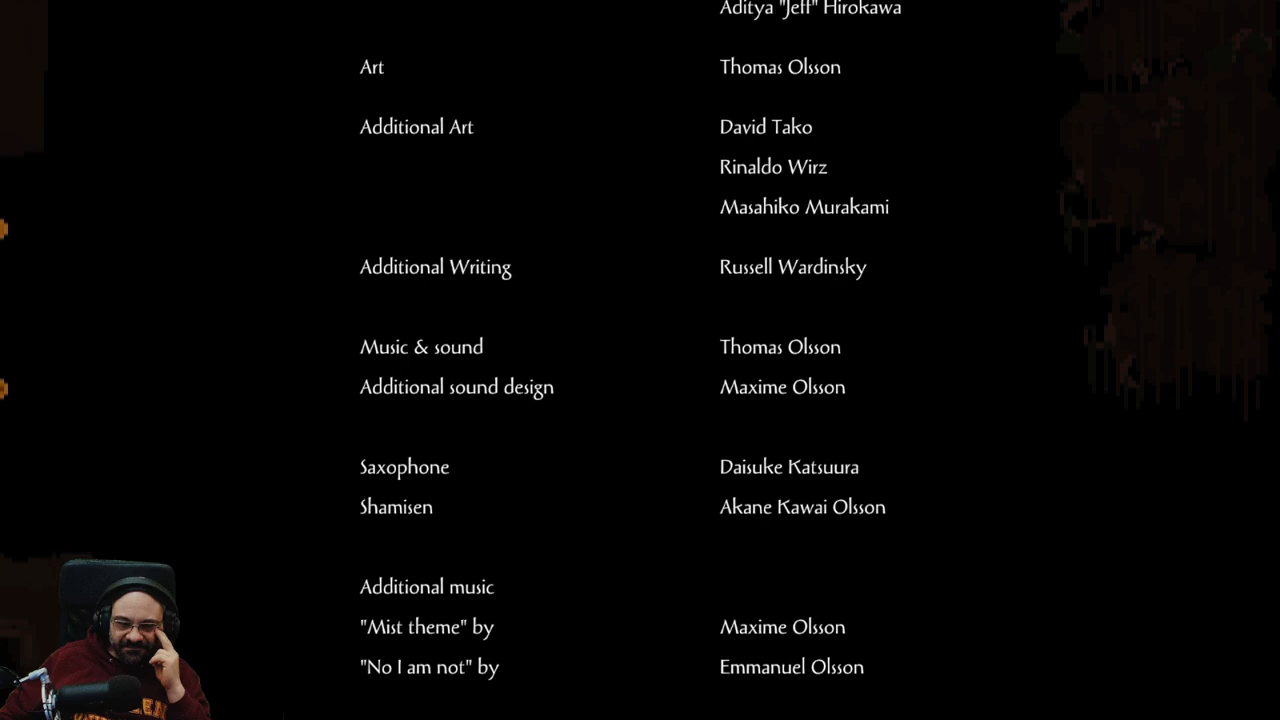 Aditya "Jeff" Hirokawa
Art Thomas Olsson
Additional Art David Tako
Rinaldo Wirz
Masahiko Murakami
Additional Writing Russell Wardinsky
Music & sound Thomas Olsson
Additional sound design Maxime Olsson
Saxophone Daisuke Katsuura
Shamisen Akane Kawai Olsson
Additional music
"Mist theme" by Maxime Olsson
"No I am not" by Emmanuel Olsson